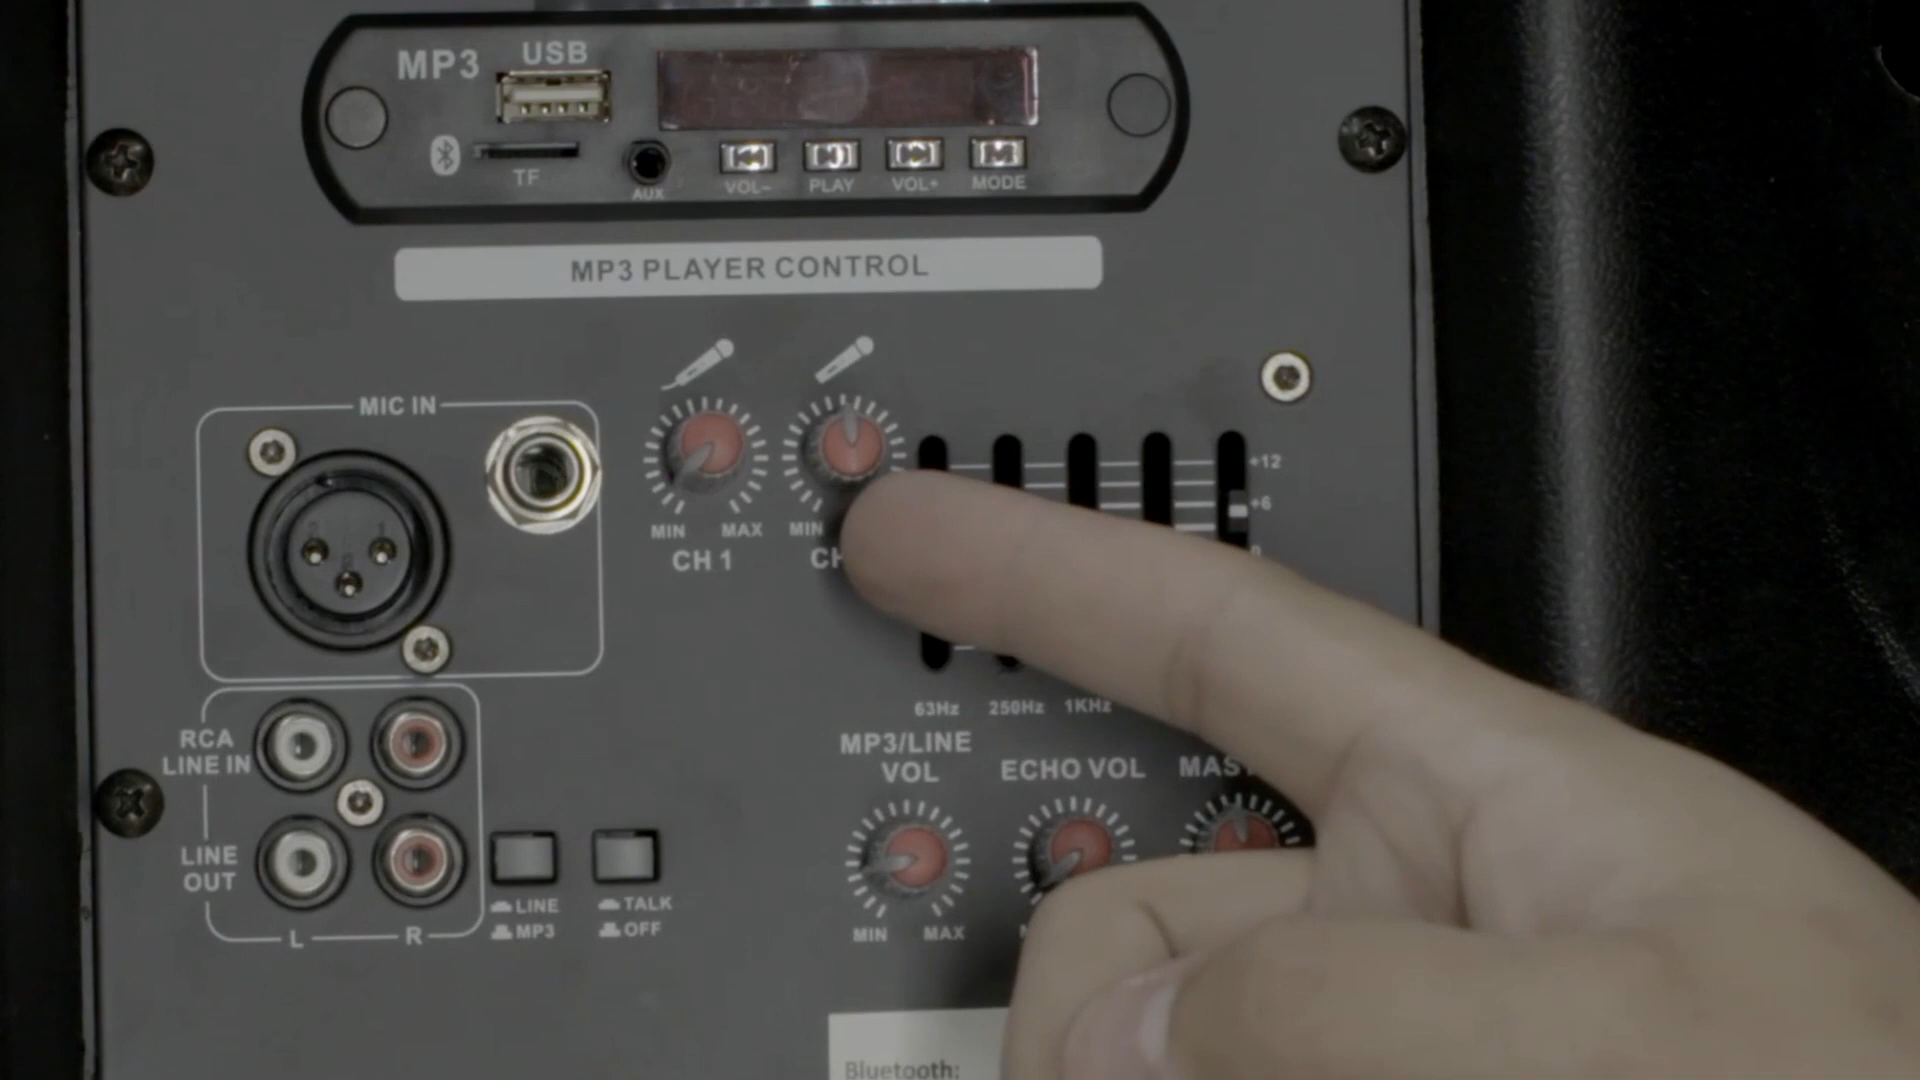 MP3
USB
TF
AUX
VOL-
PLAY
VOL+
MODE
MP3 PLAYER CONTROL
MIC IN
MIN
MAX
CH 1
MIN
+12
+6
63Hz
250Hz
1KHz
RCA
LINE IN
LINE
OUT
L
R
LINE
MP3
TALK
OFF
MP3/LINE
VOL
MIN
MAX
ECHO VOL
Bluetooth: